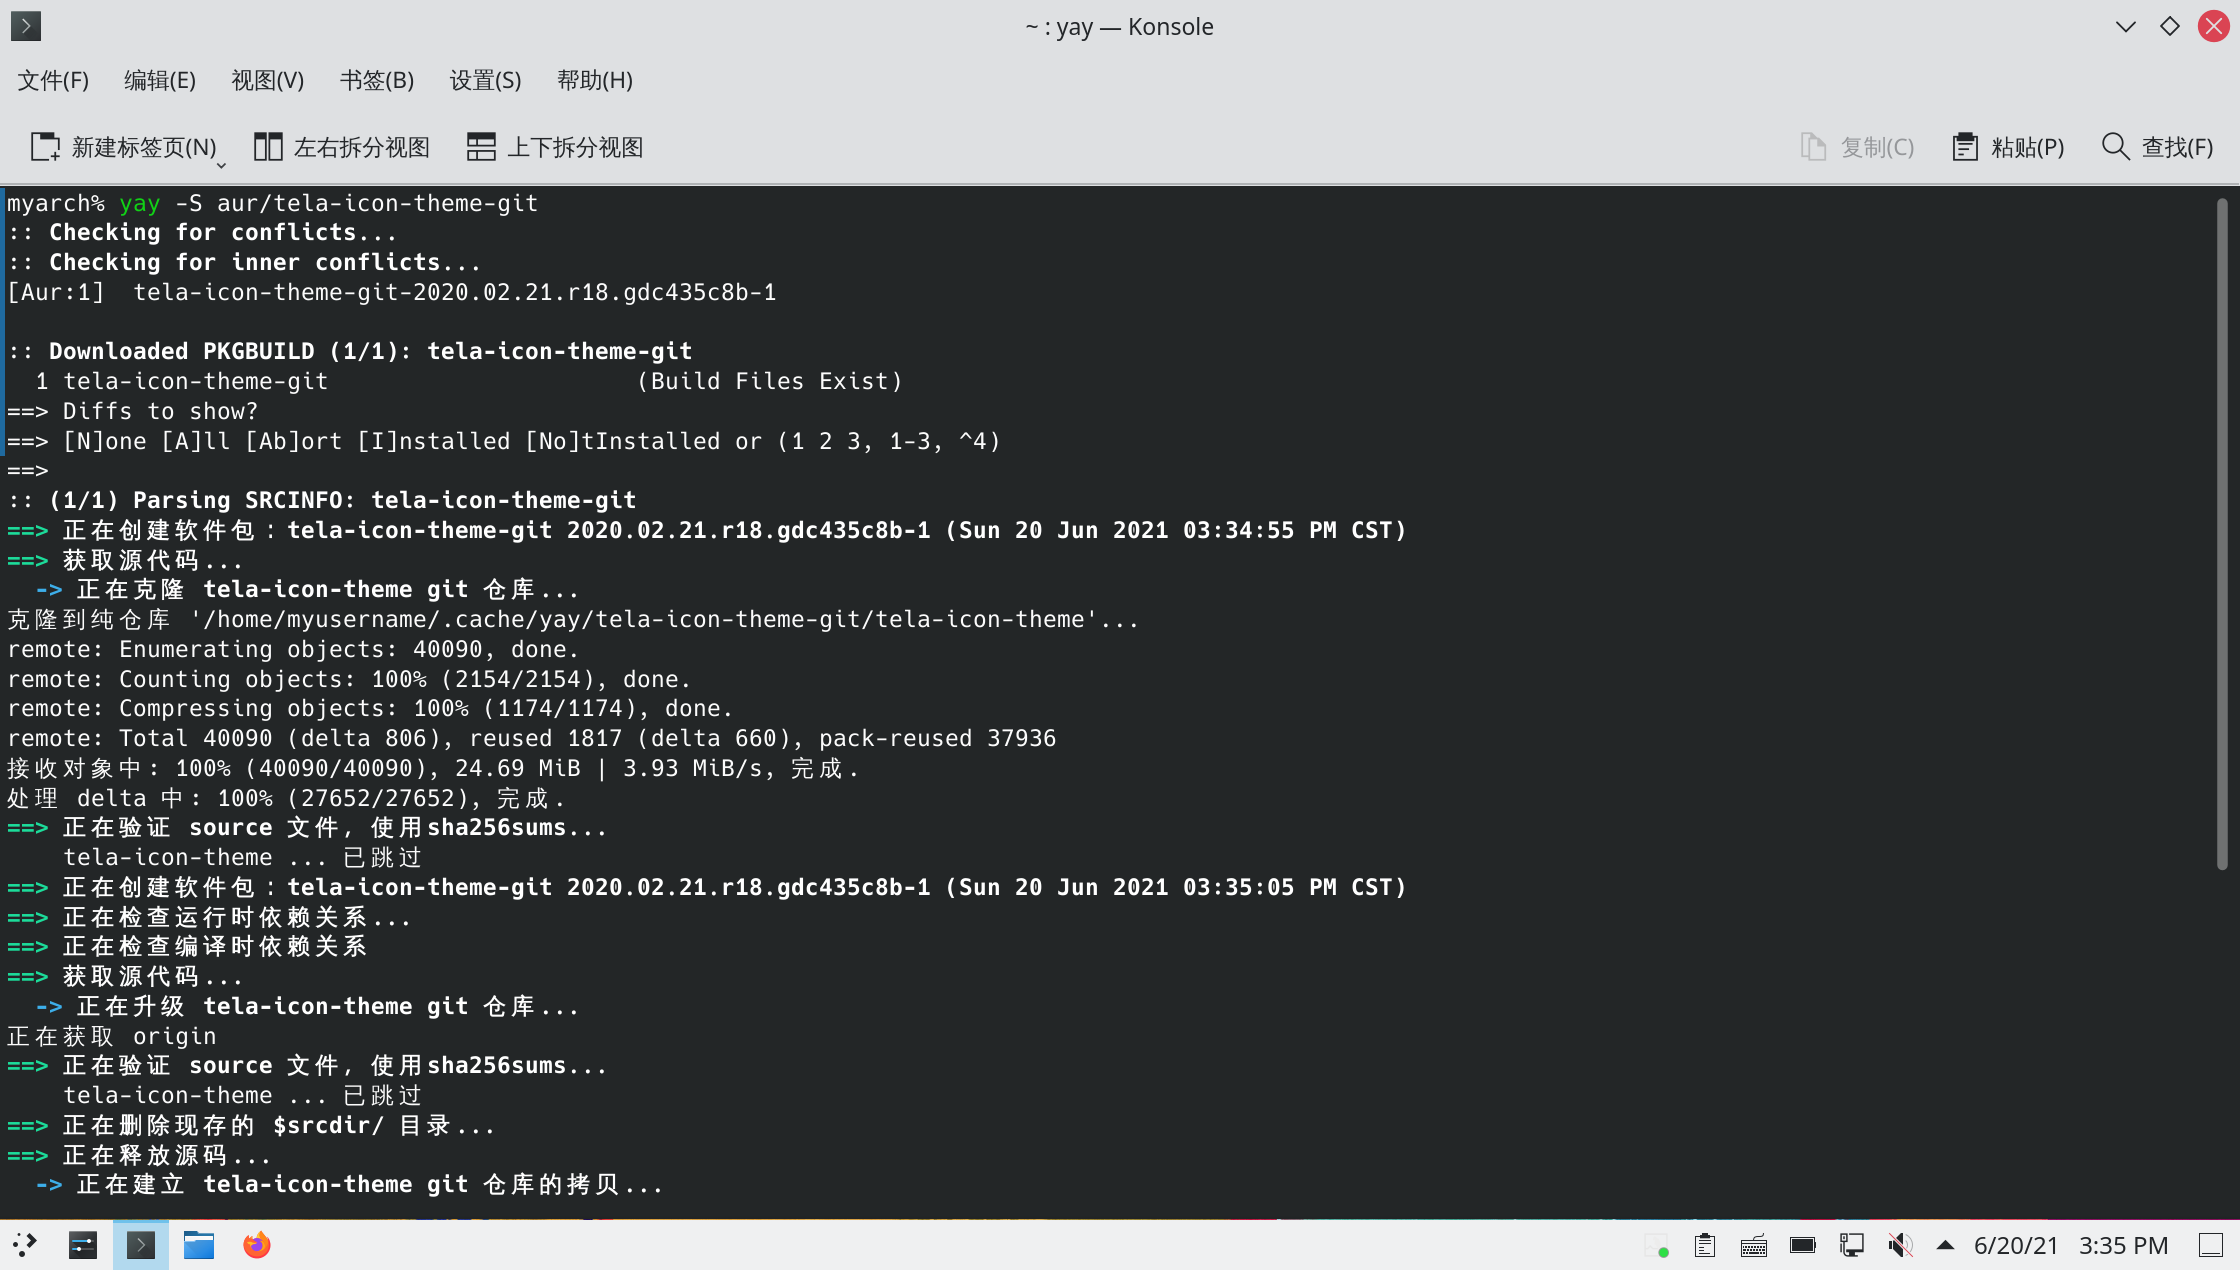 ~ : yay — Konsole
文件(F) 编辑(E) 视图(V) 书签(B) 设置(S) 帮助(H)
新建标签页(N) 左右拆分视图 上下拆分视图 复制(C) 粘贴(P) 查找(F)
myarch% yay -S aur/tela-icon-theme-git
:: Checking for conflicts...
:: Checking for inner conflicts...
[Aur:1]  tela-icon-theme-git-2020.02.21.r18.gdc435c8b-1
:: Downloaded PKGBUILD (1/1): tela-icon-theme-git
  1 tela-icon-theme-git                      (Build Files Exist)
==> Diffs to show?
==> [N]one [A]ll [Ab]ort [I]nstalled [No]tInstalled or (1 2 3, 1-3, ^4)
==>
:: (1/1) Parsing SRCINFO: tela-icon-theme-git
==> 正在创建软件包：tela-icon-theme-git 2020.02.21.r18.gdc435c8b-1 (Sun 20 Jun 2021 03:34:55 PM CST)
==> 获取源代码...
  -> 正在克隆 tela-icon-theme git 仓库...
克隆到纯仓库 '/home/myusername/.cache/yay/tela-icon-theme-git/tela-icon-theme'...
remote: Enumerating objects: 40090, done.
remote: Counting objects: 100% (2154/2154), done.
remote: Compressing objects: 100% (1174/1174), done.
remote: Total 40090 (delta 806), reused 1817 (delta 660), pack-reused 37936
接收对象中: 100% (40090/40090), 24.69 MiB | 3.93 MiB/s, 完成.
处理 delta 中: 100% (27652/27652), 完成.
==> 正在验证 source 文件，使用sha256sums...
    tela-icon-theme ... 已跳过
==> 正在创建软件包：tela-icon-theme-git 2020.02.21.r18.gdc435c8b-1 (Sun 20 Jun 2021 03:35:05 PM CST)
==> 正在检查运行时依赖关系...
==> 正在检查编译时依赖关系
==> 获取源代码...
  -> 正在升级 tela-icon-theme git 仓库...
正在获取 origin
==> 正在验证 source 文件，使用sha256sums...
    tela-icon-theme ... 已跳过
==> 正在删除现存的 $srcdir/ 目录...
==> 正在释放源码...
  -> 正在建立 tela-icon-theme git 仓库的拷贝...
6/20/21 3:35 PM